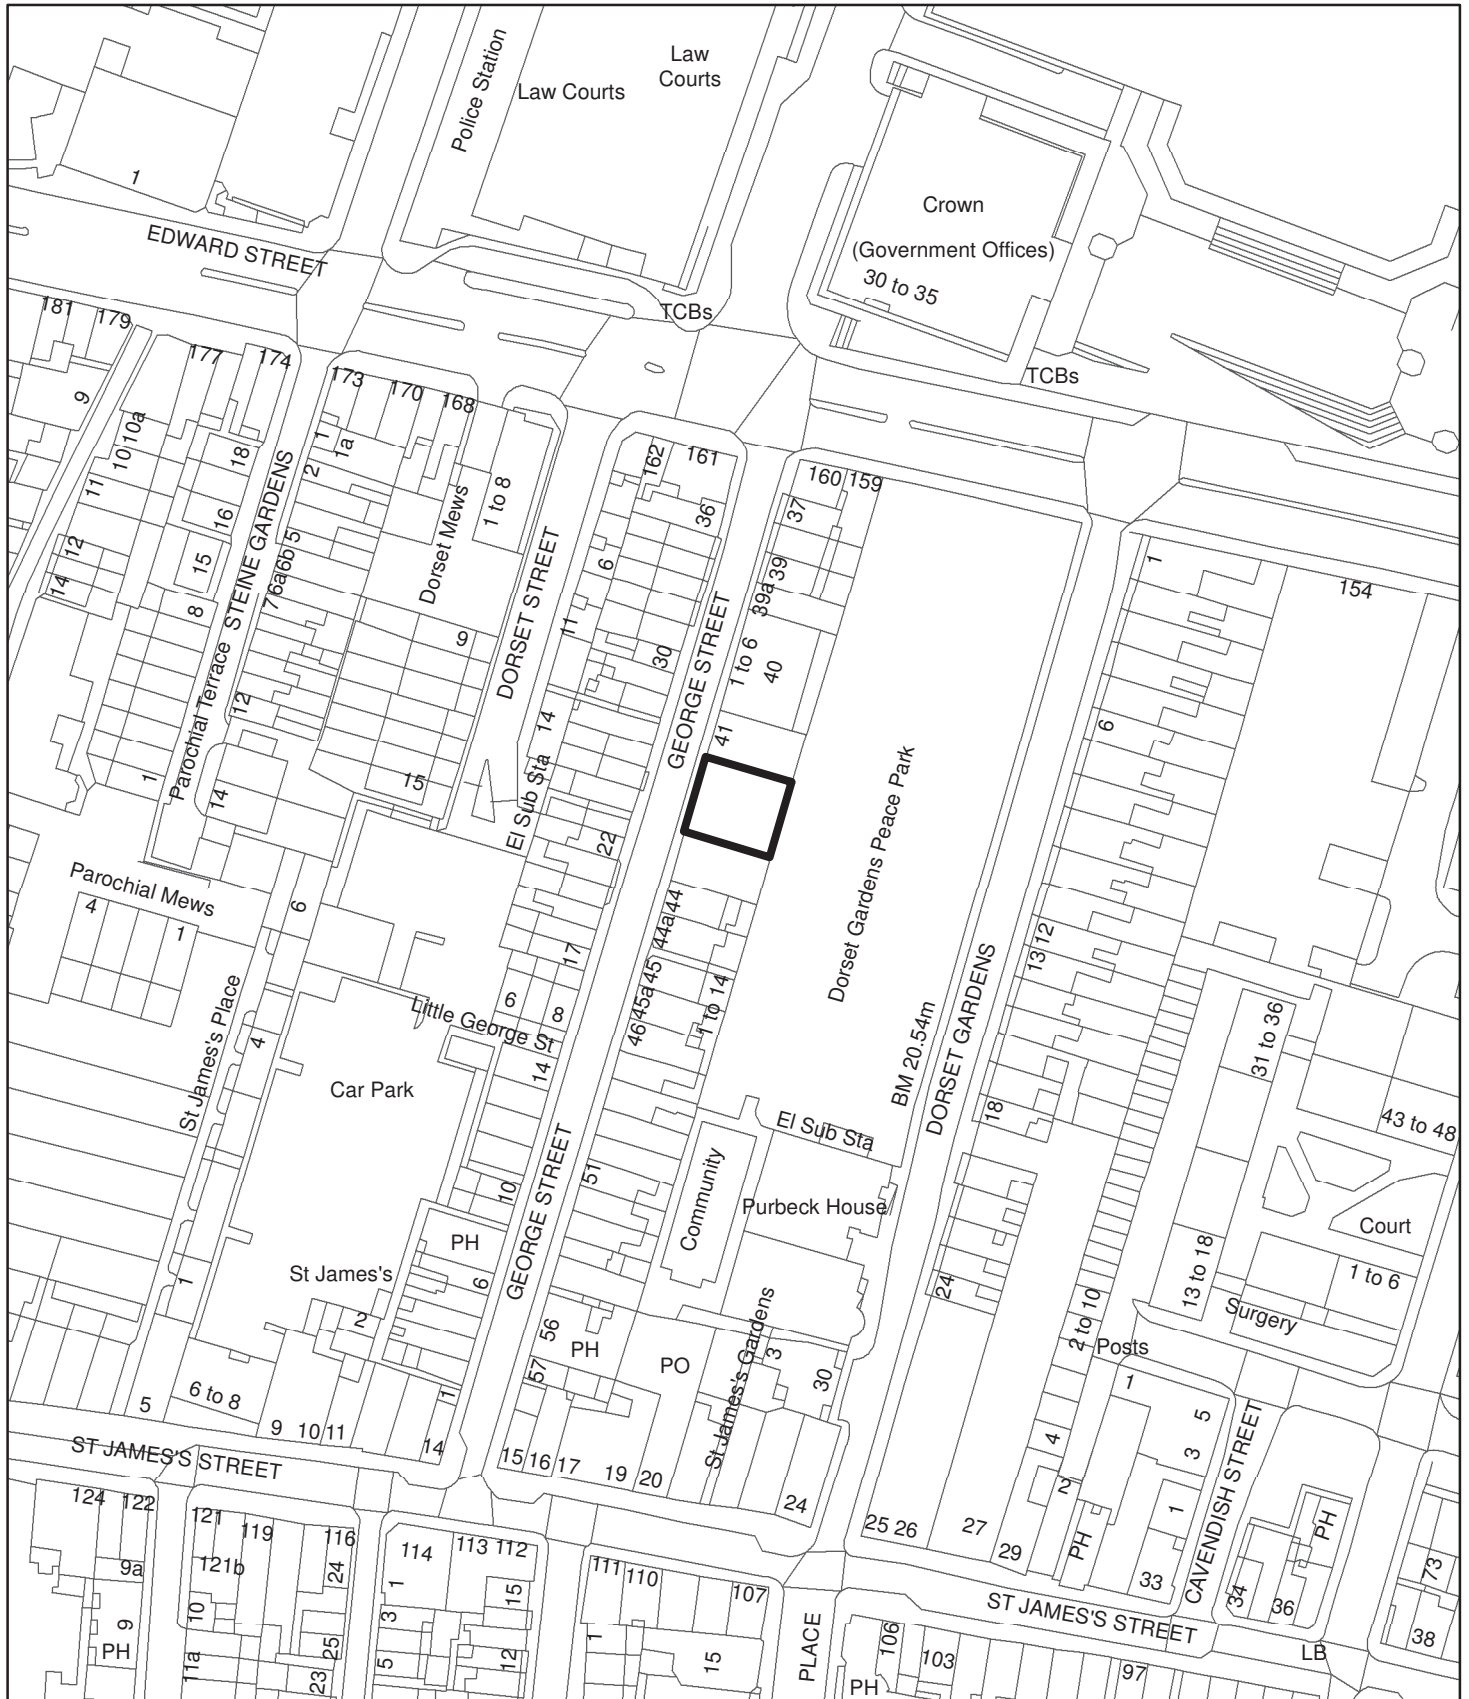 Police Station
Law Courts
Law
Courts
Crown
(Government Offices)
30 to 35
1
EDWARD STREET
TCBs
TCBs
181
179
177
174
173
170
168
9
10a
10
11
12
14
18
16
15
8
1
2
1a
5
6b
6a
7
12
STEINE GARDENS
Parochial Terrace
1
14
Dorset Mews
1 to 8
9
15
DORSET STREET
162
161
36
6
11
30
14
El Sub Sta
22
17
GEORGE STREET
160
159
37
39
39a
1 to 6
40
41
Dorset Gardens Peace Park
1
154
6
12
13
18
44
44a
45
45a
46
1 to 14
BM 20.54m
DORSET GARDENS
Parochial Mews
4
1
6
St James's Place
4
Little George St
6
8
14
Car Park
10
GEORGE STREET
51
Community
El Sub Sta
Purbeck House
31 to 36
43 to 48
Court
1 to 6
13 to 18
Surgery
2 to 10
Posts
24
PH
6
St James's
2
1
56
PH
57
PO
St James's Gardens
3
30
1
5
3
4
2
1
PH
5
6 to 8
9
10
11
1
14
15
16
17
19
20
24
25
26
27
29
33
CAVENDISH STREET
PH
34
36
73
38
LB
ST JAMES'S STREET
124
122
9a
9
PH
121
119
116
121b
24
10
11a
25
23
114
113
112
1
3
5
15
12
111
110
107
1
15
PLACE
106
103
PH
97
ST JAMES'S STREET